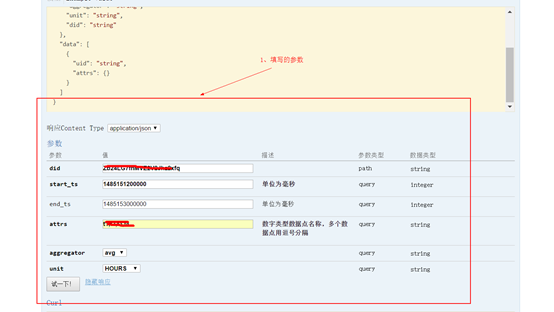 "unit": "string",
"did": "string"
},
"data": [
{
"uid": "string",
"attrs": {}
}
]
}
1、填写的参数
响应Content Type application/json
参数
参数 值 描述 参数类型 数据类型
did path string
start_ts 1485151200000 单位为毫秒 query integer
end_ts 1485153000000 单位为毫秒 query integer
attrs 数字类型数据点名称，多个数 query string
据点用逗号分隔
aggregator avg query string
unit HOURS query string
试一下! 隐藏响应
Curl